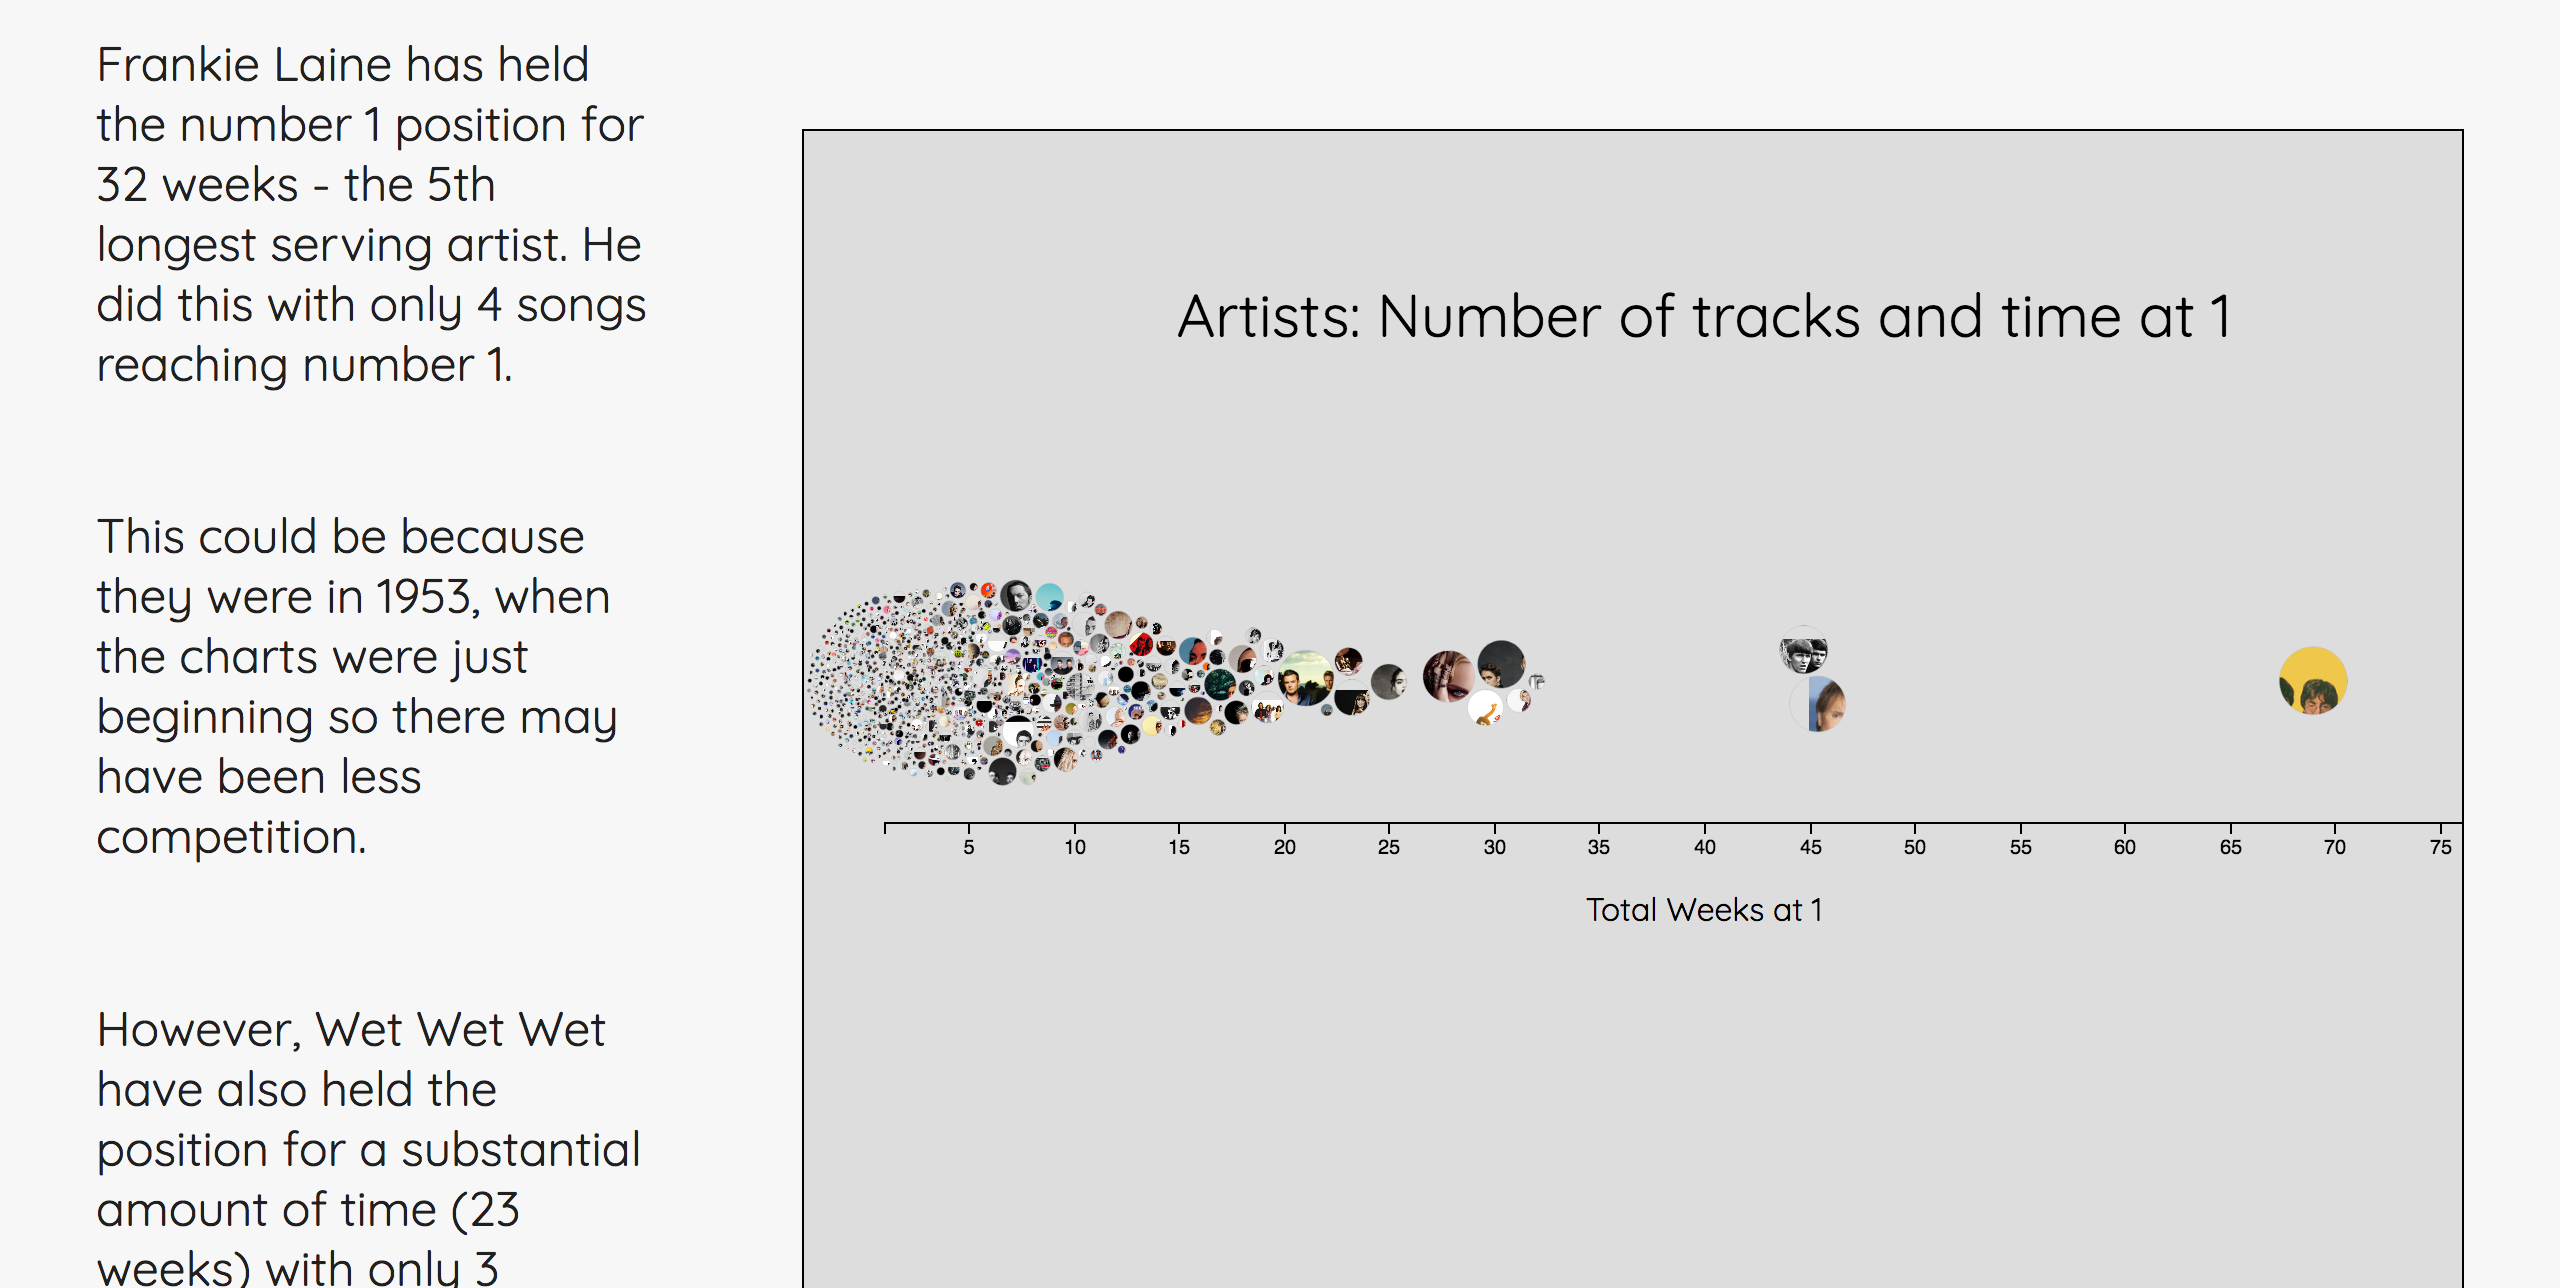 Frankie Laine has held
the number 1 position for
32 weeks - the 5th
longest serving artist. He
did this with only 4 songs
reaching number 1.
This could be because
they were in 1953, when
the charts were just
beginning so there may
have been less
competition.
However, Wet Wet Wet
have also held the
position for a substantial
amount of time (23
weeks) with only 3
Artists: Number of tracks and time at 1
5 10 15 20 25 30 35 40 45 50 55 60 65 70 75
Total Weeks at 1